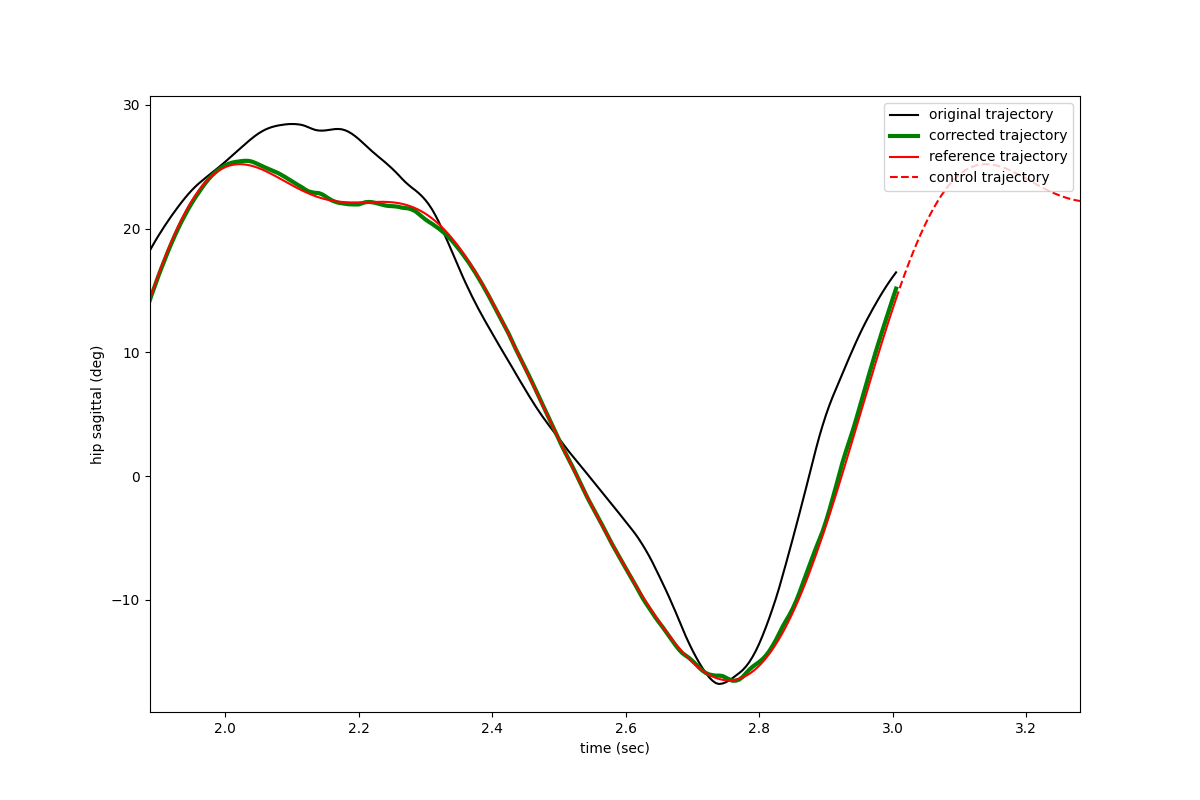 30
20
10
0
−10
hip sagittal (deg)
2.0
2.2
2.4
2.6
2.8
3.0
3.2
time (sec)
original trajectory
corrected trajectory
reference trajectory
control trajectory